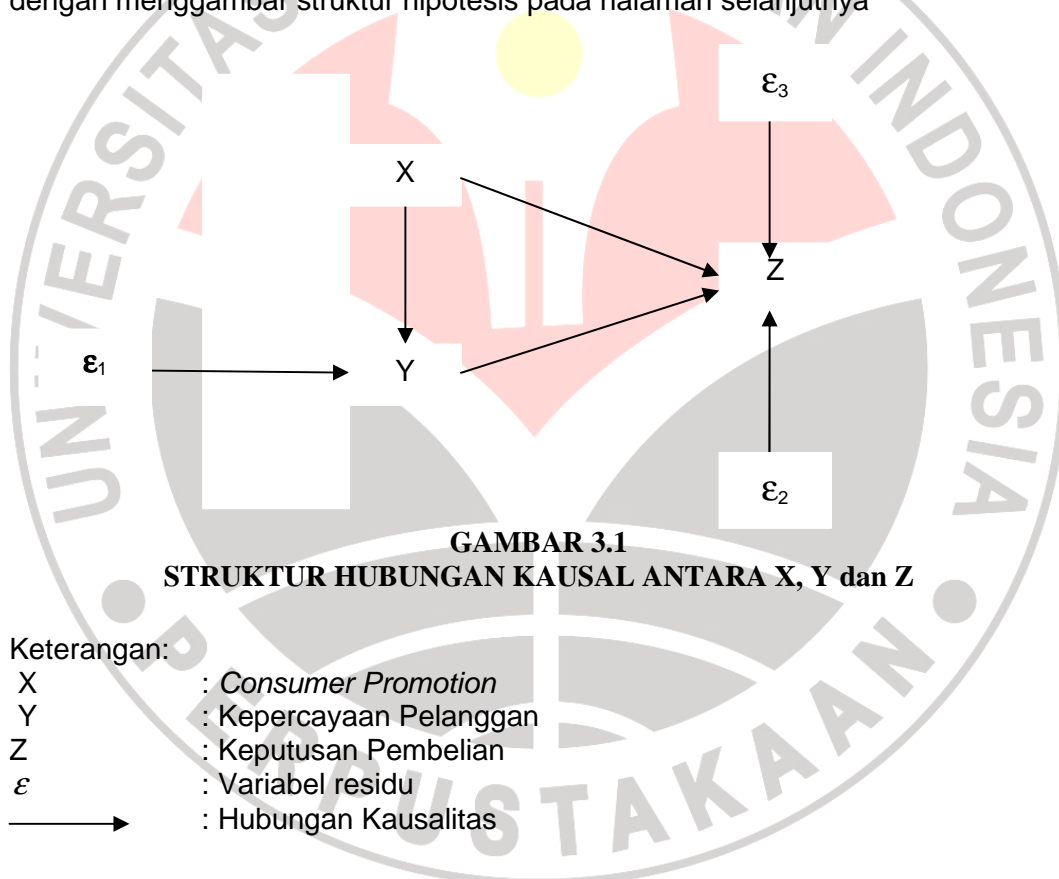 dengan menggambar struktur hipotesis pada halaman selanjutnya
ε3
X
Z
ε1
Y
ε2
GAMBAR 3.1
STRUKTUR HUBUNGAN KAUSAL ANTARA X, Y dan Z
Keterangan:
X : Consumer Promotion
Y : Kepercayaan Pelanggan
Z : Keputusan Pembelian
ε : Variabel residu
: Hubungan Kausalitas
PERPUSTAKAAN